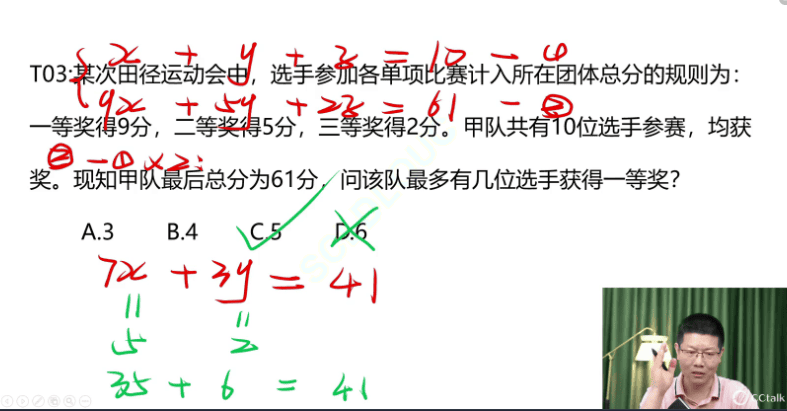 x + y + z = 10 - ①
T03:某次田径运动会中，选手参加各单项比赛计入所在团体总分的规则为：
9x + 5y + 2z = 61 - ②
一等奖得9分，二等奖得5分，三等奖得2分。甲队共有10位选手参赛，均获
② - ① × 2:
奖。现知甲队最后总分为61分，问该队最多有几位选手获得一等奖？
A.3 B.4 C.5 D.6
7x + 3y = 41
5 2
35 + 6 = 41
CCtalk